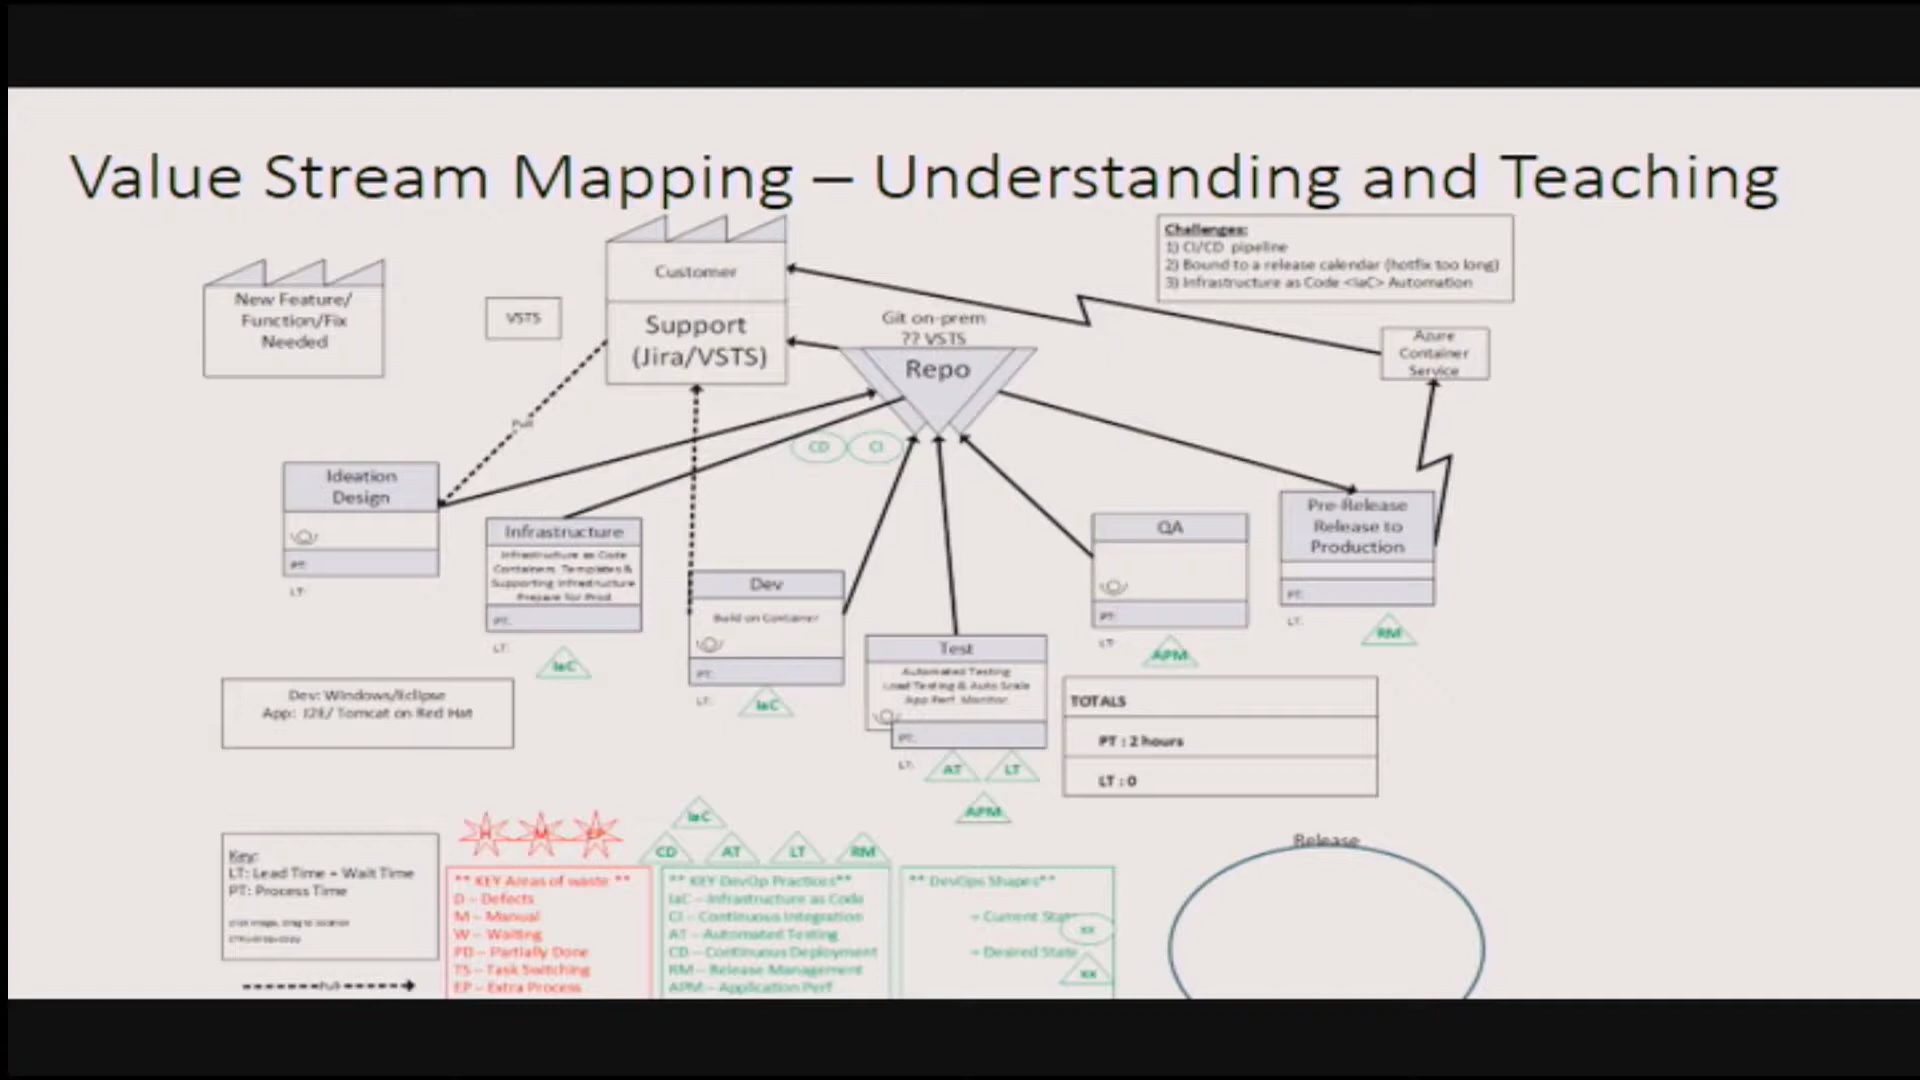 Value Stream Mapping – Understanding and Teaching
New Feature/
Function/Fix
Needed
VSTS
Customer
Support
(Jira/VSTS)
Git on-prem
?? VSTS
Repo
Challenges:
1) CI/CD pipeline
2) Bound to a release calendar (hotfix too long)
3) Infrastructure as Code <IaC> Automation
Azure
Container
Service
Pull
CD
CI
Ideation
Design
PT:
LT:
Infrastructure
Infrastructure as Code
Containers Templates &
Supporting Infrastructure
Prepare for Prod
PT:
LT:
IaC
Dev
Build on Container
PT:
LT:
IaC
Test
Automated Testing
Load Testing & Auto Scale
App Perf Monitor
PT:
LT:
AT
LT
APM
QA
PT:
LT:
APM
Pre-Release
Release to
Production
PT:
LT:
RM
Dev: Windows/Eclipse
App: J2E/ Tomcat on Red Hat
TOTALS
PT : 2 hours
LT : 0
Key:
LT: Lead Time = Wait Time
PT: Process Time
Pull
M
EP
** KEY Areas of waste **
D – Defects
M – Manual
W – Waiting
PD – Partially Done
TS – Task Switching
EP – Extra Process
IaC
CD
AT
LT
RM
** KEY DevOp Practices**
IaC – Infrastructure as Code
CI – Continuous Integration
AT – Automated Testing
CD – Continuous Deployment
RM – Release Management
APM – Application Perf
** DevOps Shapes**
= Current State
xx
= Desired State
xx
Release